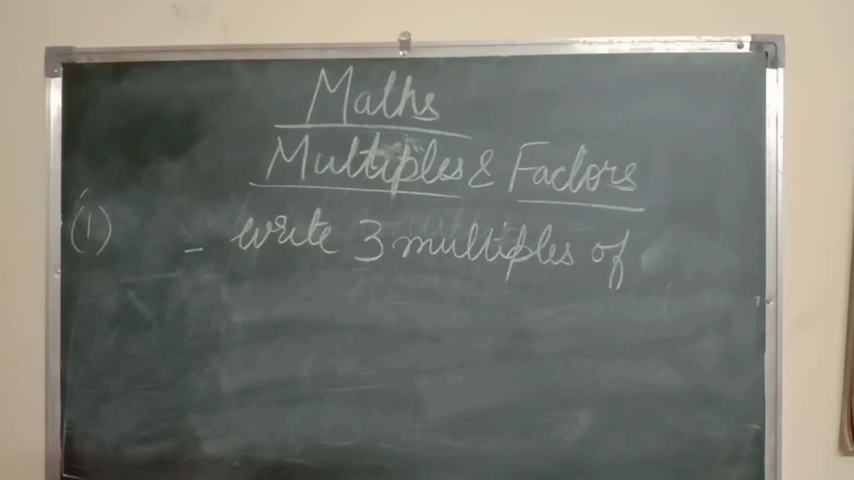 Maths
Multiples & Factors
(1) - write 3 multiples of